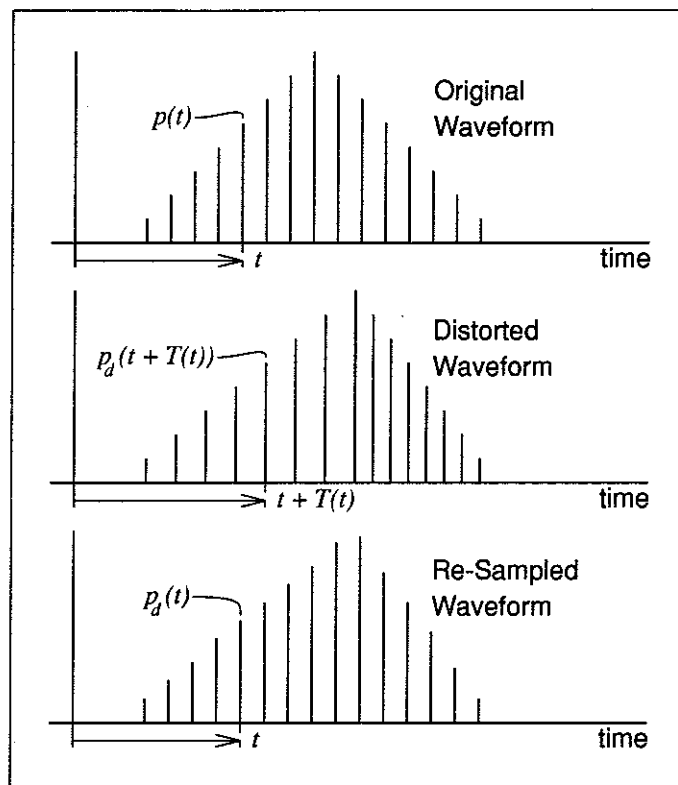 Original
Waveform
p(t)
t
time
Distorted
Waveform
p_d(t + T(t))
t + T(t)
time
Re-Sampled
Waveform
p_d(t)
t
time